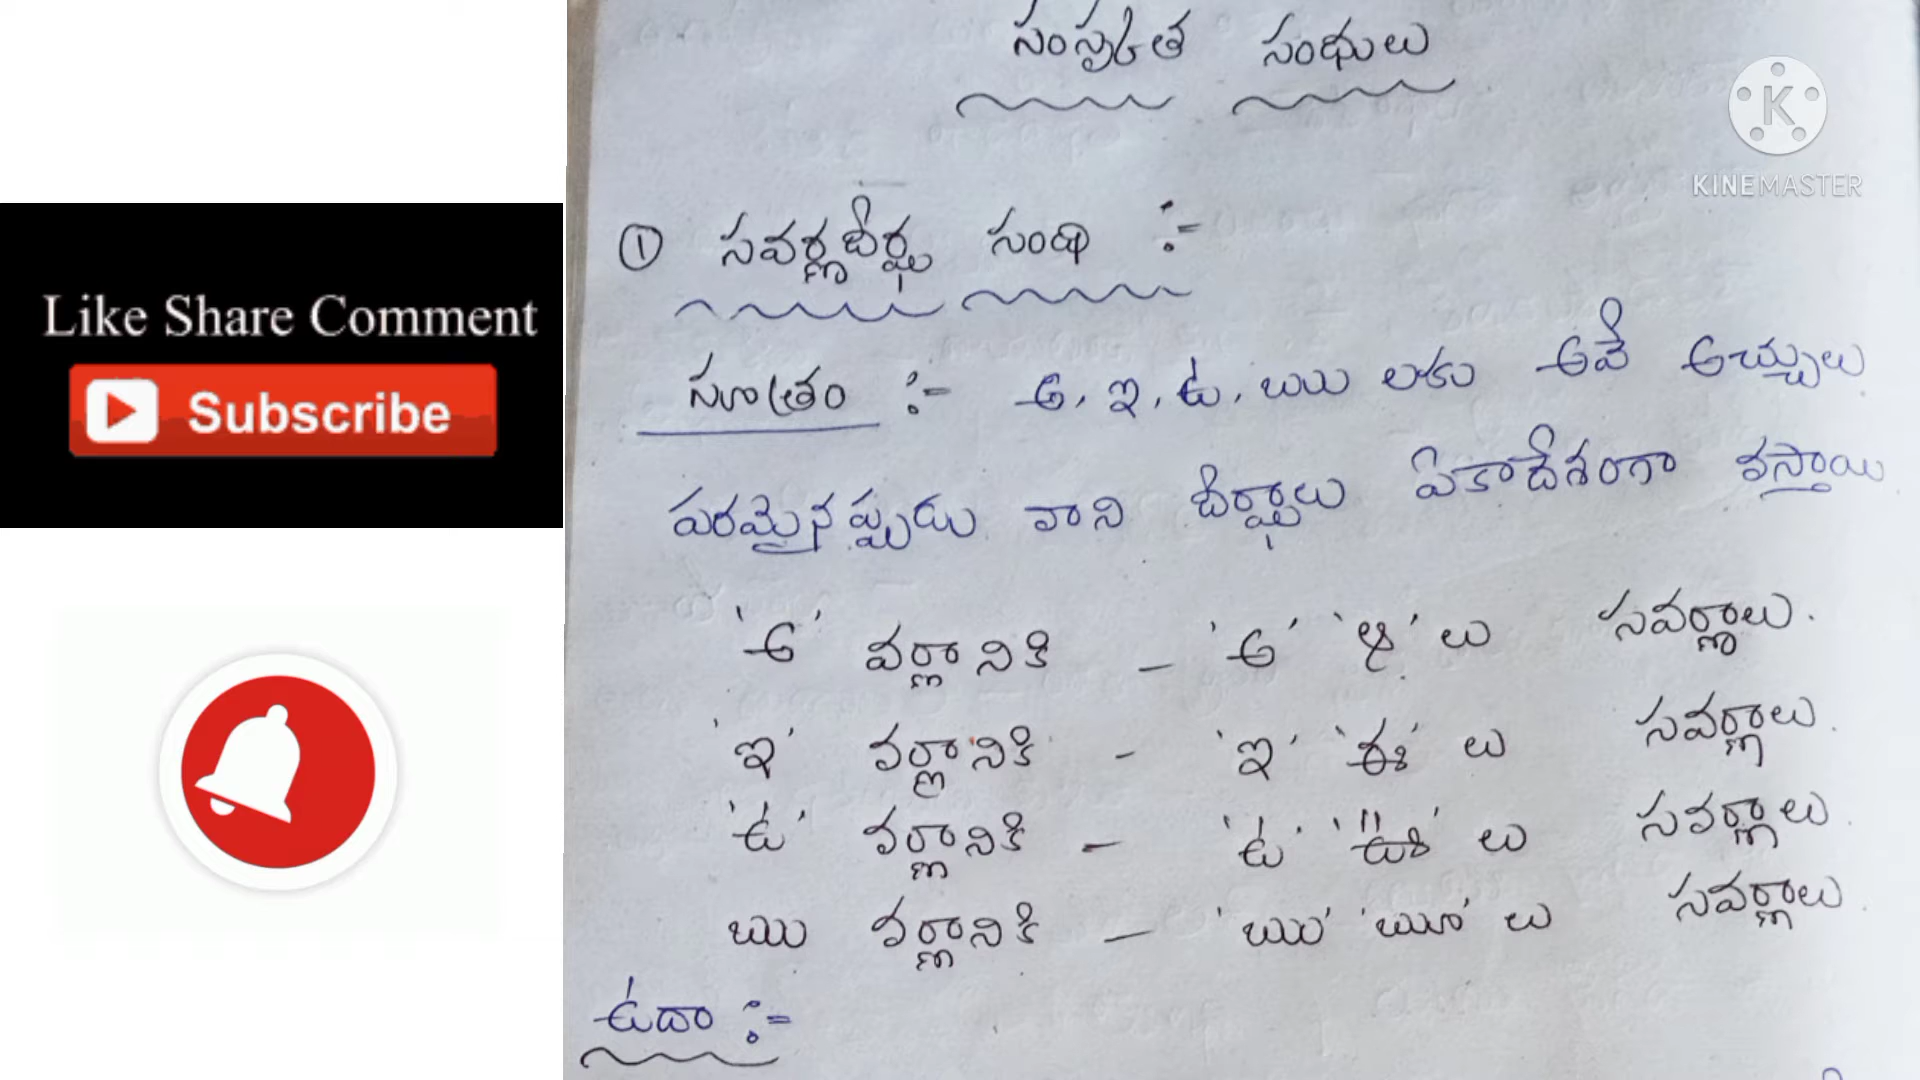 Like Share Comment
Subscribe
K
KINEMASTER
సంస్కృత సంధులు
① సవర్ణదీర్ఘ సంధి :-
సూత్రం :- అ, ఇ, ఉ, ఋ లకు అవే అచ్చులు
పరమైనప్పుడు వాని దీర్ఘాలు ఏకాదేశంగా వస్తాయి
'అ' వర్ణానికి - 'అ' 'ఆ' లు సవర్ణాలు.
'ఇ' వర్ణానికి - 'ఇ' 'ఈ' లు సవర్ణాలు.
'ఉ' వర్ణానికి - 'ఉ' 'ఊ' లు సవర్ణాలు.
ఋ వర్ణానికి - 'ఋ' 'ౠ' లు సవర్ణాలు.
ఉదా :-